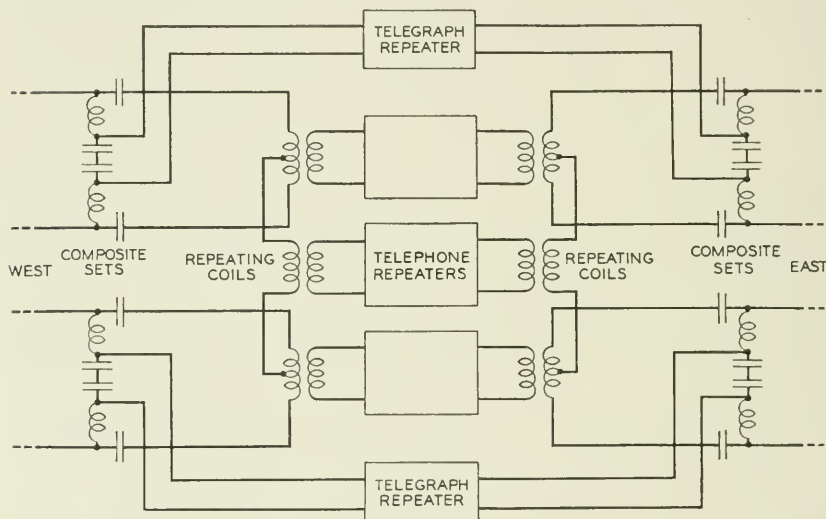 TELEGRAPH
REPEATER
WEST
COMPOSITE
SETS
REPEATING
COILS
TELEPHONE
REPEATERS
REPEATING
COILS
COMPOSITE
SETS
EAST
TELEGRAPH
REPEATER